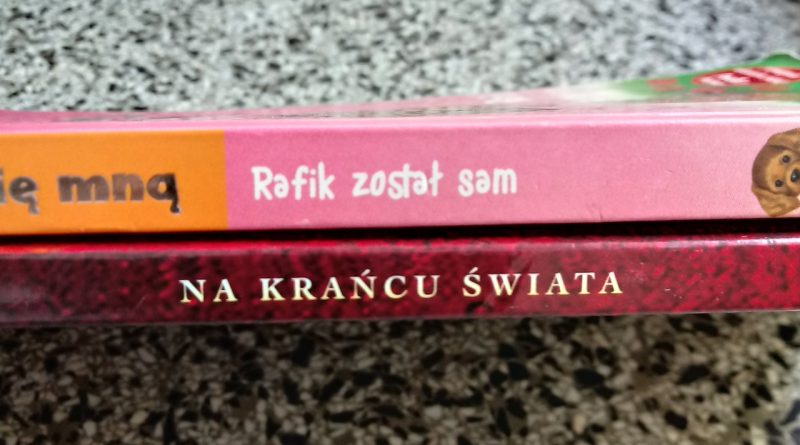 ię mną Rafik został sam
NA KRAŃCU ŚWIATA